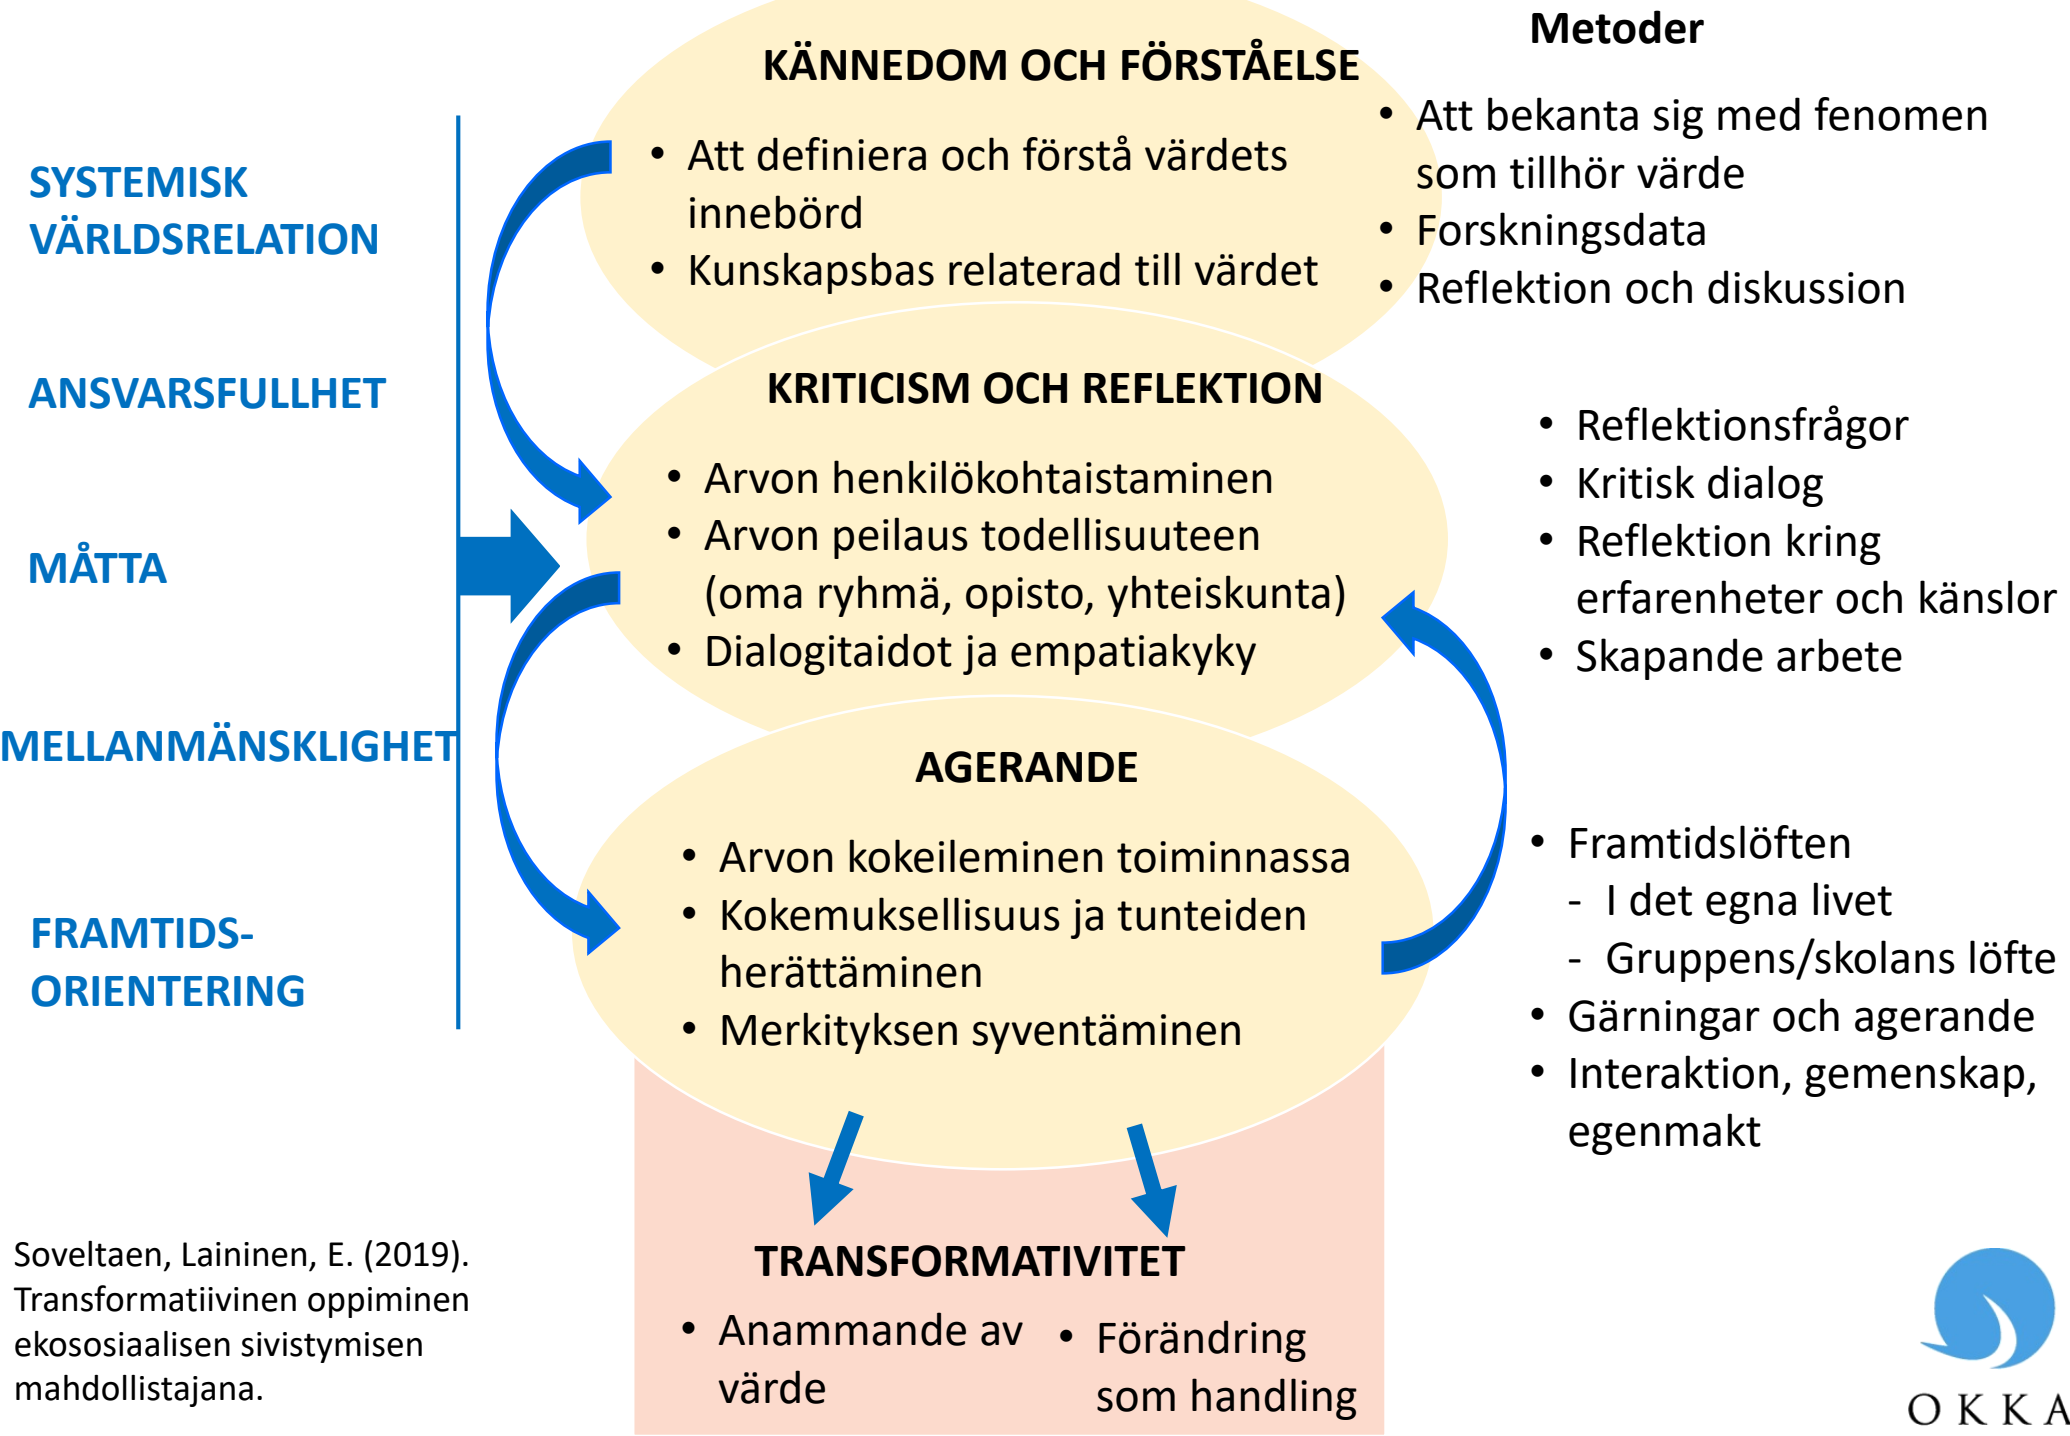 SYSTEMISK
VÄRLDSRELATION
ANSVARSFULLHET
MÅTTA
MELLANMÄNSKLIGHET
FRAMTIDS-
ORIENTERING
KÄNNEDOM OCH FÖRSTÅELSE
• Att definiera och förstå värdets
innebörd
• Kunskapsbas relaterad till värdet
KRITICISM OCH REFLEKTION
• Arvon henkilökohtaistaminen
• Arvon peilaus todellisuuteen
(oma ryhmä, opisto, yhteiskunta)
• Dialogitaidot ja empatiakyky
AGERANDE
• Arvon kokeileminen toiminnassa
• Kokemuksellisuus ja tunteiden
herättäminen
• Merkityksen syventäminen
TRANSFORMATIVITET
• Anammande av
värde
• Förändring
som handling
Metoder
• Att bekanta sig med fenomen
som tillhör värde
• Forskningsdata
• Reflektion och diskussion
• Reflektionsfrågor
• Kritisk dialog
• Reflektion kring
erfarenheter och känslor
• Skapande arbete
• Framtidslöften
- I det egna livet
- Gruppens/skolans löfte
• Gärningar och agerande
• Interaktion, gemenskap,
egenmakt
Soveltaen, Laininen, E. (2019).
Transformatiivinen oppiminen
ekososiaalisen sivistymisen
mahdollistajana.
OKKA